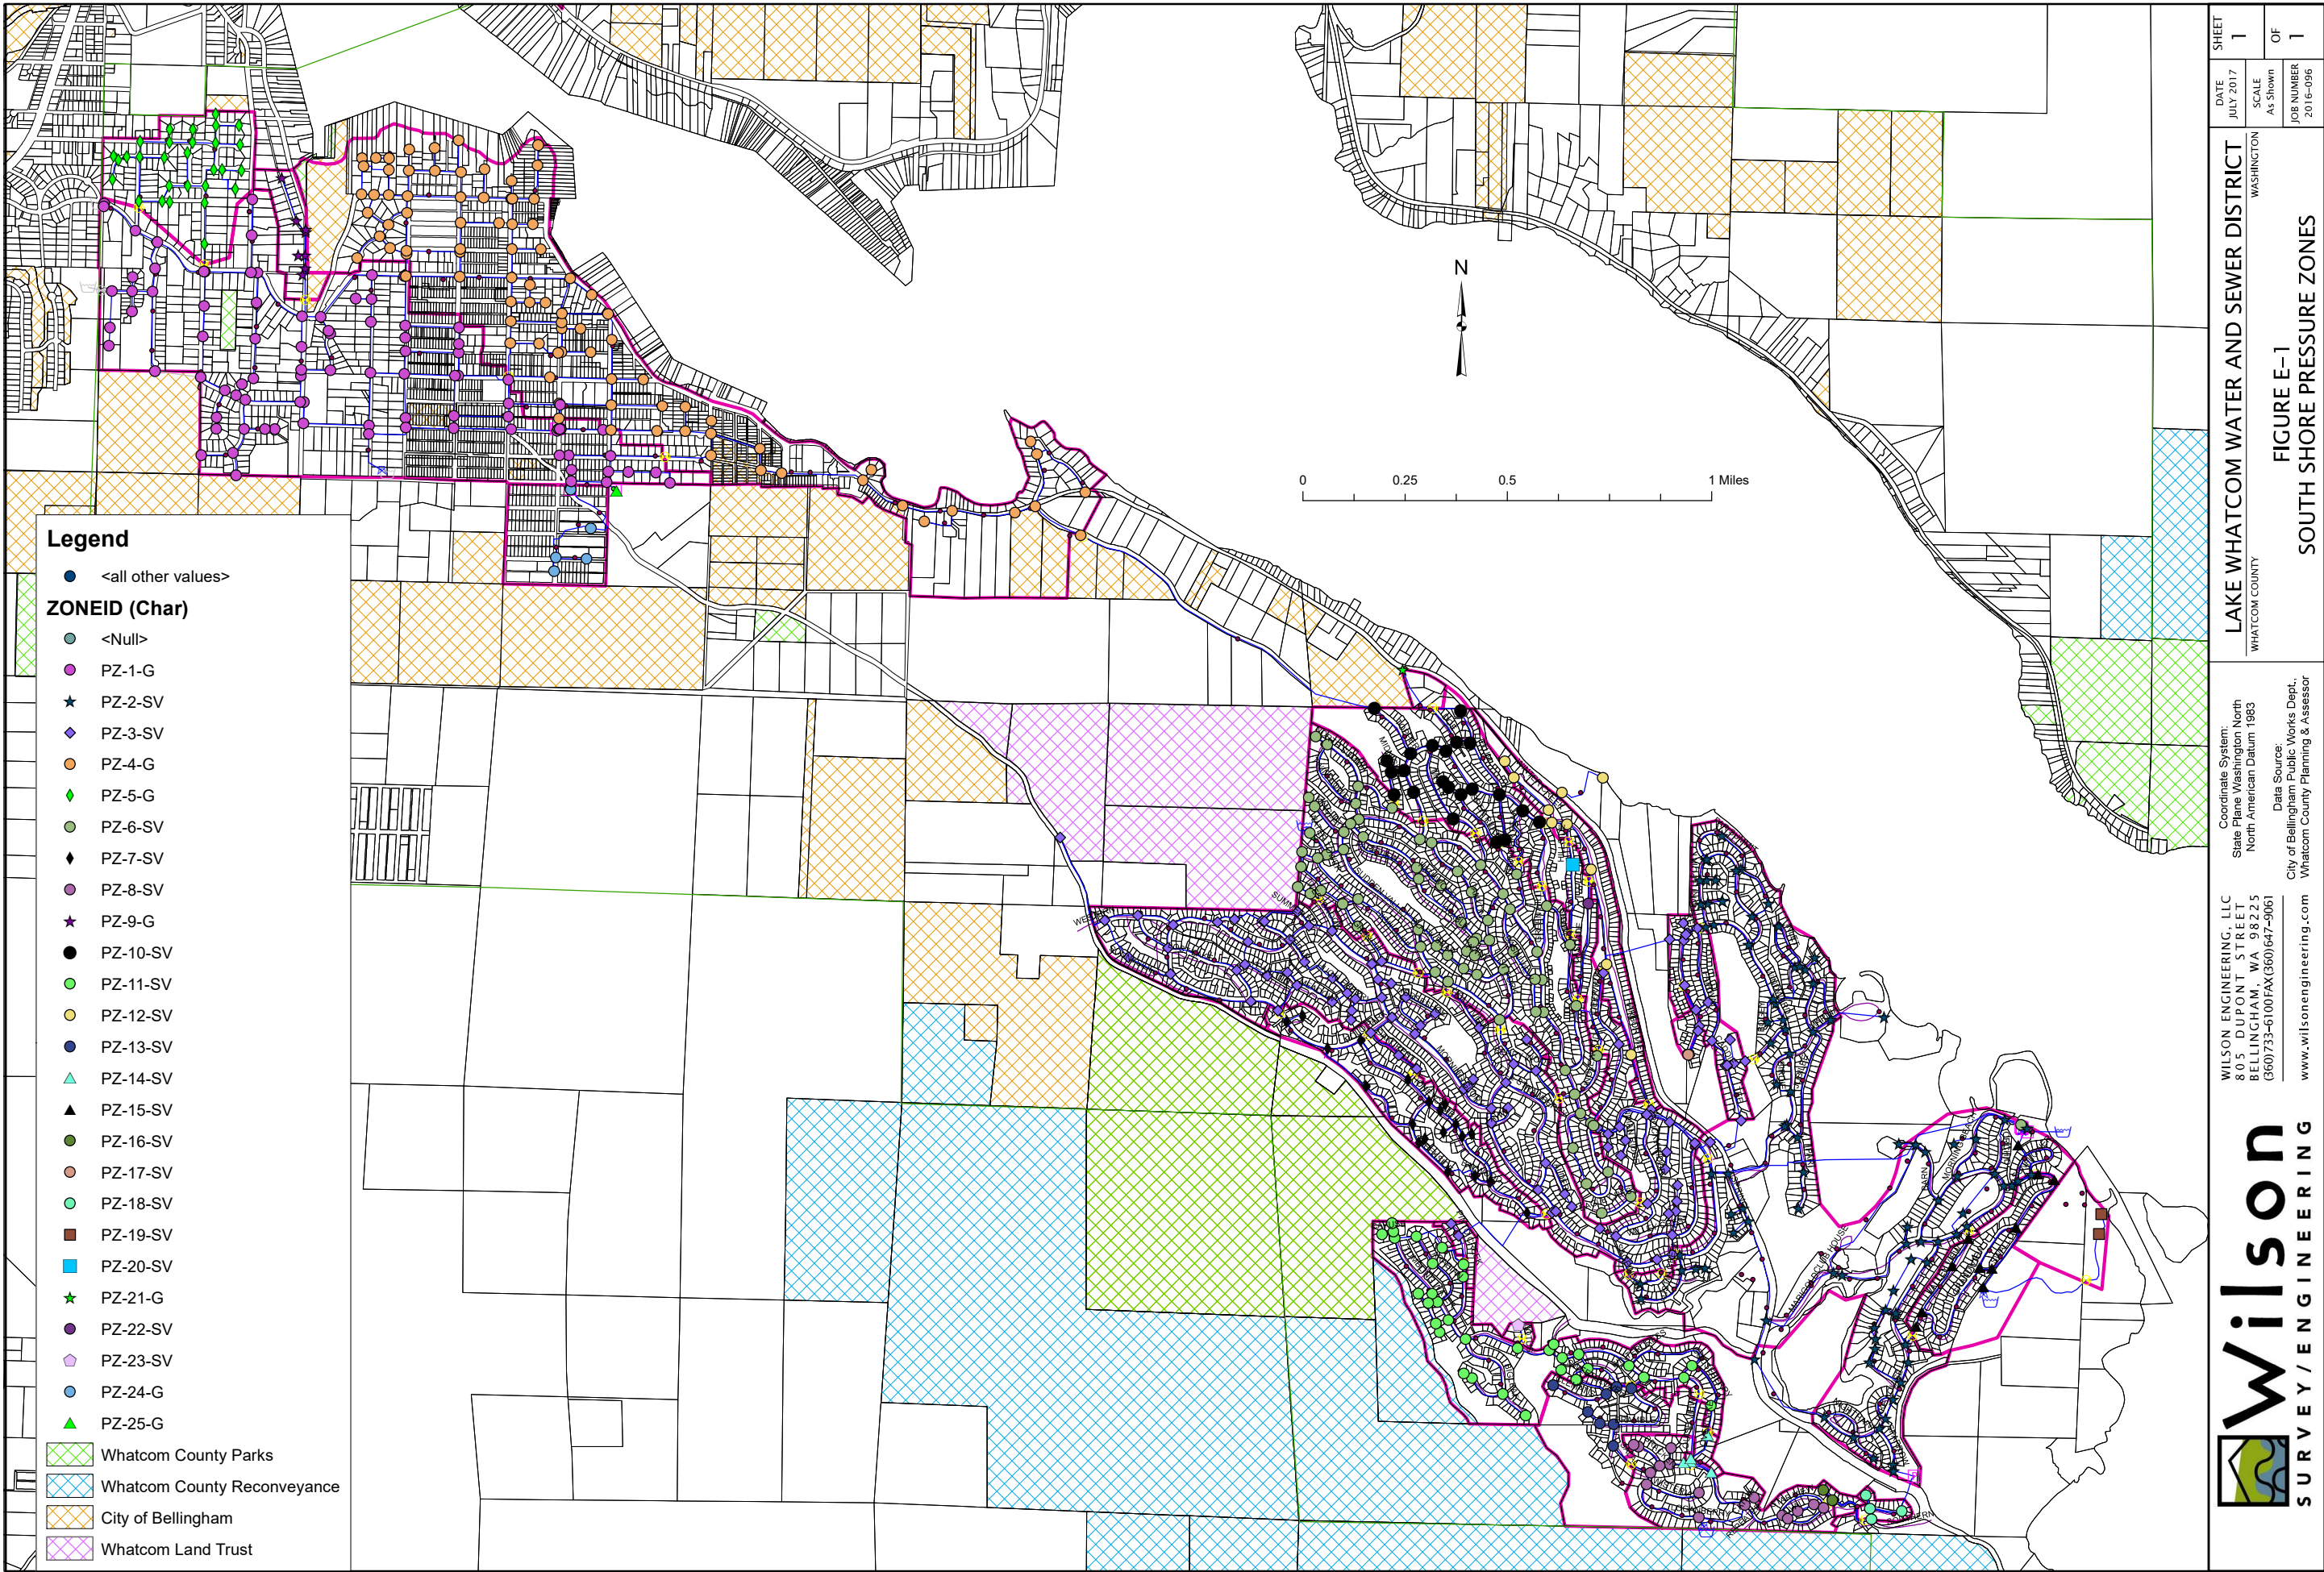 Legend
<all other values>
ZONEID (Char)
<Null>
PZ-1-G
PZ-2-SV
PZ-3-SV
PZ-4-G
PZ-5-G
PZ-6-SV
PZ-7-SV
PZ-8-SV
PZ-9-G
PZ-10-SV
PZ-11-SV
PZ-12-SV
PZ-13-SV
PZ-14-SV
PZ-15-SV
PZ-16-SV
PZ-17-SV
PZ-18-SV
PZ-19-SV
PZ-20-SV
PZ-21-G
PZ-22-SV
PZ-23-SV
PZ-24-G
PZ-25-G
Whatcom County Parks
Whatcom County Reconveyance
City of Bellingham
Whatcom Land Trust
N
0 0.25 0.5 1 Miles
MARIGOLD CLUB HOUSE
BARN
SHEET
1
OF
1
DATE
JULY 2017
SCALE
As Shown
JOB NUMBER
2016-0096
LAKE WHATCOM WATER AND SEWER DISTRICT
WHATCOM COUNTY WASHINGTON
FIGURE E-1
SOUTH SHORE PRESSURE ZONES
Coordinate System:
State Plane Washington North
North American Datum 1983
Data Source:
City of Bellingham Public Works Dept.,
Whatcom County Planning & Assessor
WILSON ENGINEERING, LLC
805 DUPONT STREET
BELLINGHAM, WA 98225
(360)733-6100 FAX(360)647-9061
www.wilsonengineering.com
Wilson
SURVEY/ENGINEERING